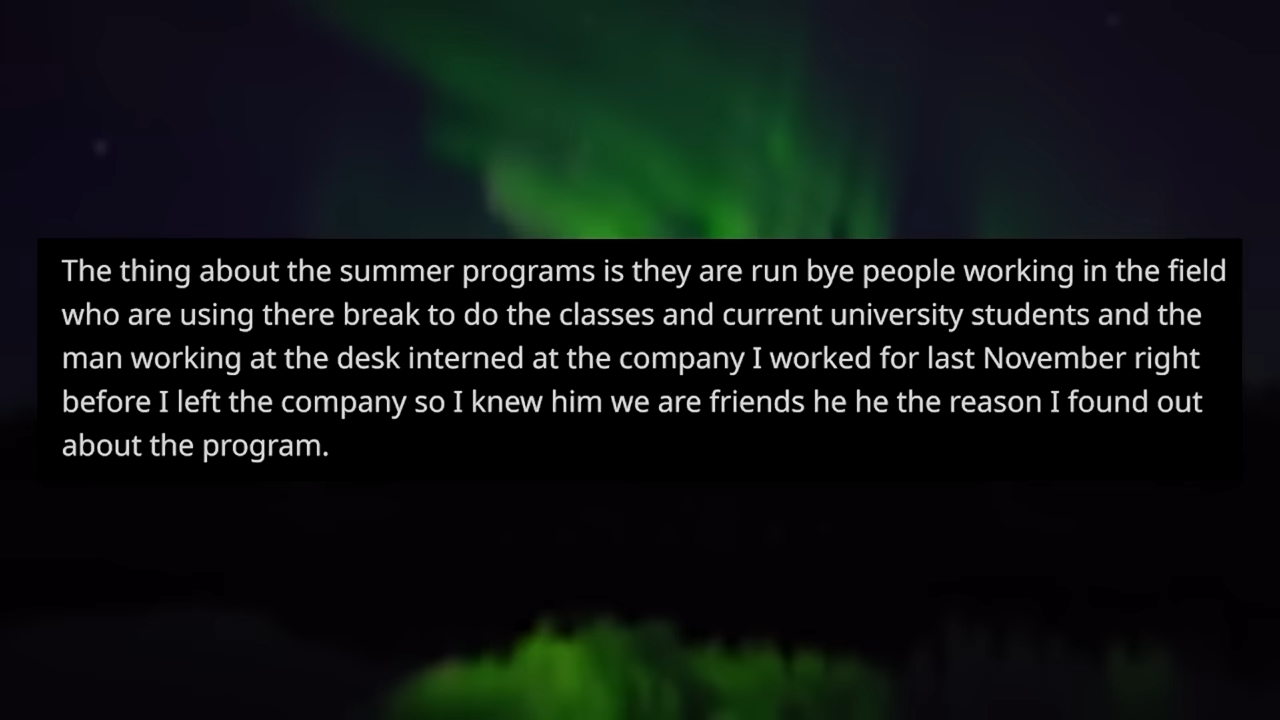 The thing about the summer programs is they are run bye people working in the field
who are using there break to do the classes and current university students and the
man working at the desk interned at the company I worked for last November right
before I left the company so I knew him we are friends he he the reason I found out
about the program.